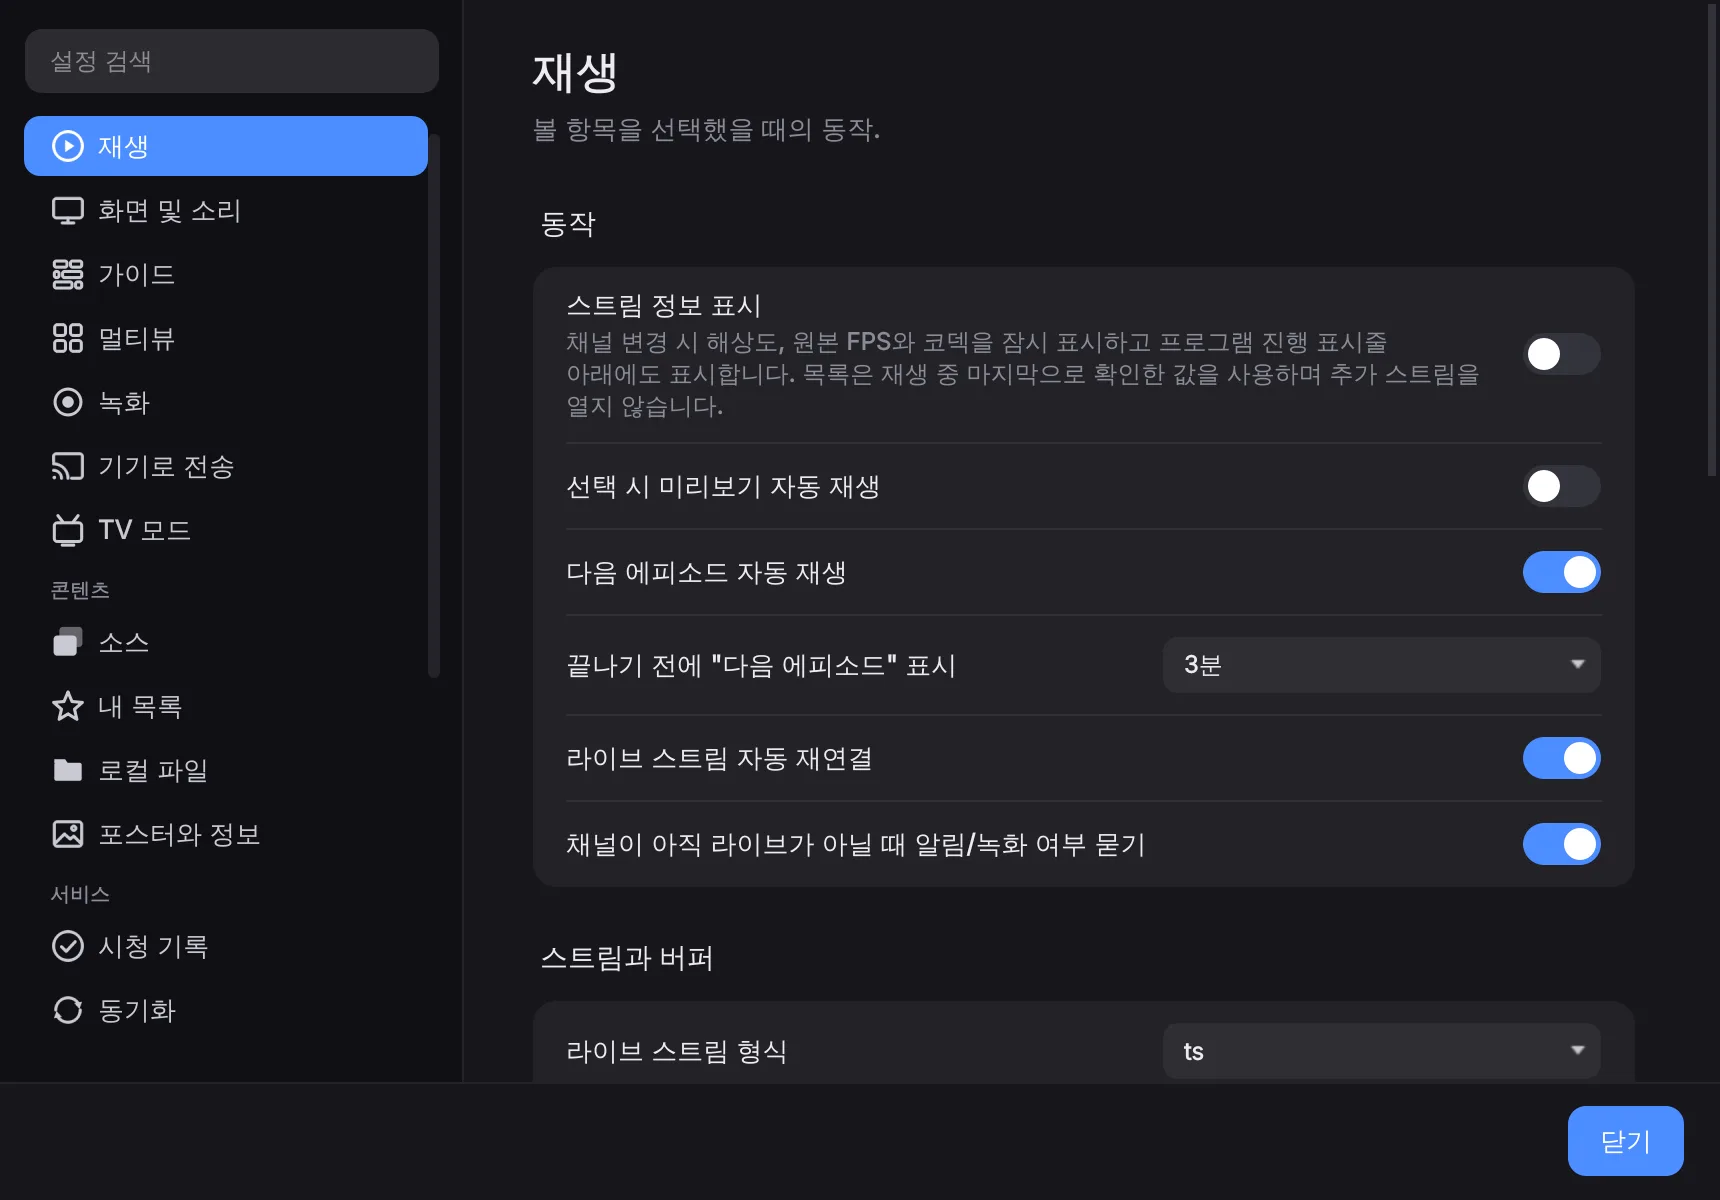 설정 검색
재생
화면 및 소리
가이드
멀티뷰
녹화
기기로 전송
TV 모드
콘텐츠
소스
내 목록
로컬 파일
포스터와 정보
서비스
시청 기록
동기화
재생
볼 항목을 선택했을 때의 동작.
동작
스트림 정보 표시
채널 변경 시 해상도, 원본 FPS와 코덱을 잠시 표시하고 프로그램 진행 표시줄
아래에도 표시합니다. 목록은 재생 중 마지막으로 확인한 값을 사용하며 추가 스트림을
열지 않습니다.
선택 시 미리보기 자동 재생
다음 에피소드 자동 재생
끝나기 전에 "다음 에피소드" 표시
3분
라이브 스트림 자동 재연결
채널이 아직 라이브가 아닐 때 알림/녹화 여부 묻기
스트림과 버퍼
라이브 스트림 형식
ts
닫기